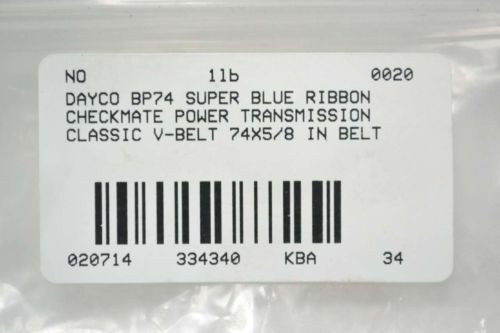 NO 1lb 0020
DAYCO BP74 SUPER BLUE RIBBON
CHECKMATE POWER TRANSMISSION
CLASSIC V-BELT 74X5/8 IN BELT
020714 334340 KBA 34